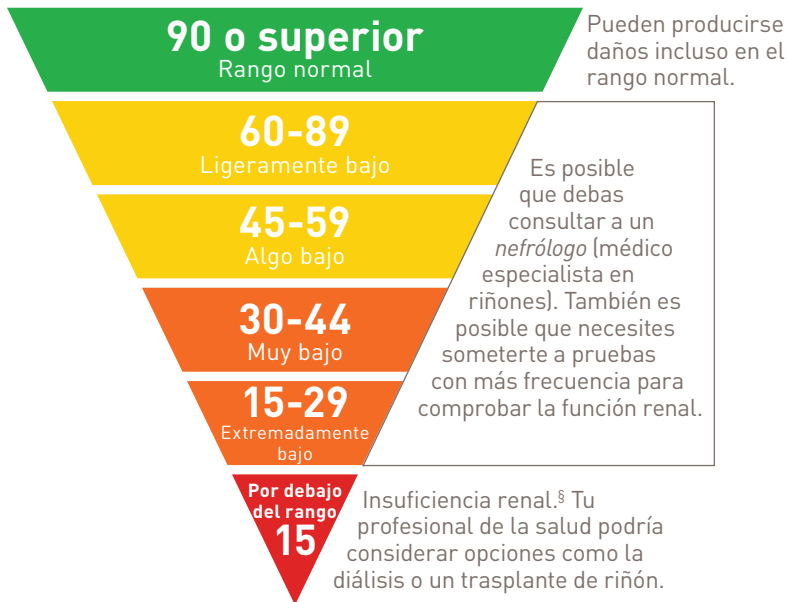 90 o superior
Rango normal
Pueden producirse
daños incluso en el
rango normal.
60-89
Ligeramente bajo
45-59
Algo bajo
30-44
Muy bajo
15-29
Extremadamente
bajo
Es posible
que debas
consultar a un
nefrólogo (médico
especialista en
riñones). También es
posible que necesites
someterte a pruebas
con más frecuencia para
comprobar la función renal.
Por debajo
del rango
15
Insuficiencia renal.§ Tu
profesional de la salud podría
considerar opciones como la
diálisis o un trasplante de riñón.